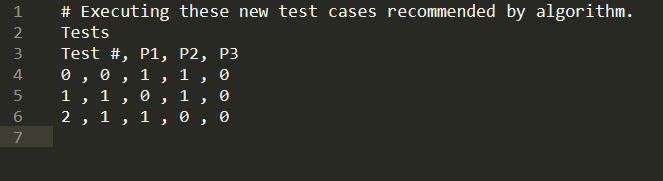 1 # Executing these new test cases recommended by algorithm.
2 Tests
3 Test #, P1, P2, P3
4 0 , 0 , 1 , 1 , 0
5 1 , 1 , 0 , 1 , 0
6 2 , 1 , 1 , 0 , 0
7